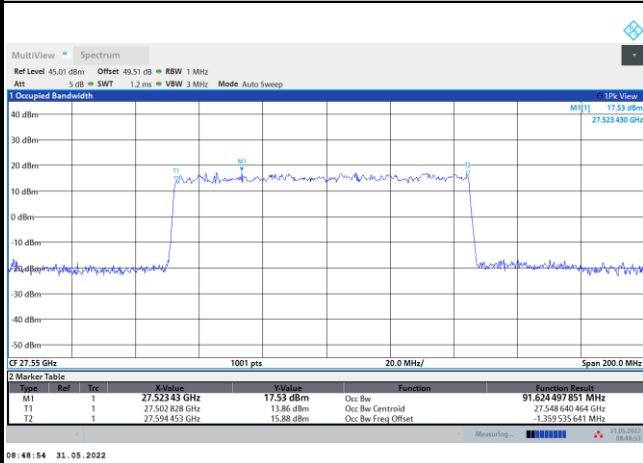 MultiView Spectrum
Ref Level 45.01 dBm Offset 49.51 dB RBW 1 MHz
Att 5 dB SWT 1.2 ms VBW 3 MHz Mode Auto Sweep
1 Occupied Bandwidth 1Pk View
M1[1] 17.53 dBm
27.523 430 GHz
40 dBm
30 dBm
20 dBm
T1
M1
T2
10 dBm
0 dBm
-10 dBm
-20 dBm
-30 dBm
-40 dBm
-50 dBm
CF 27.55 GHz 1001 pts 20.0 MHz/ Span 200.0 MHz
2 Marker Table
Type Ref Trc X-Value Y-Value Function Function Result
M1 1 27.523 43 GHz 17.53 dBm Occ Bw 91.624 497 851 MHz
T1 1 27.502 828 GHz 13.86 dBm Occ Bw Centroid 27.548 640 464 GHz
T2 1 27.594 453 GHz 15.88 dBm Occ Bw Freq Offset -1.359 535 641 MHz
Measuring... 31.05.2022
08:48:53
08:48:54 31.05.2022